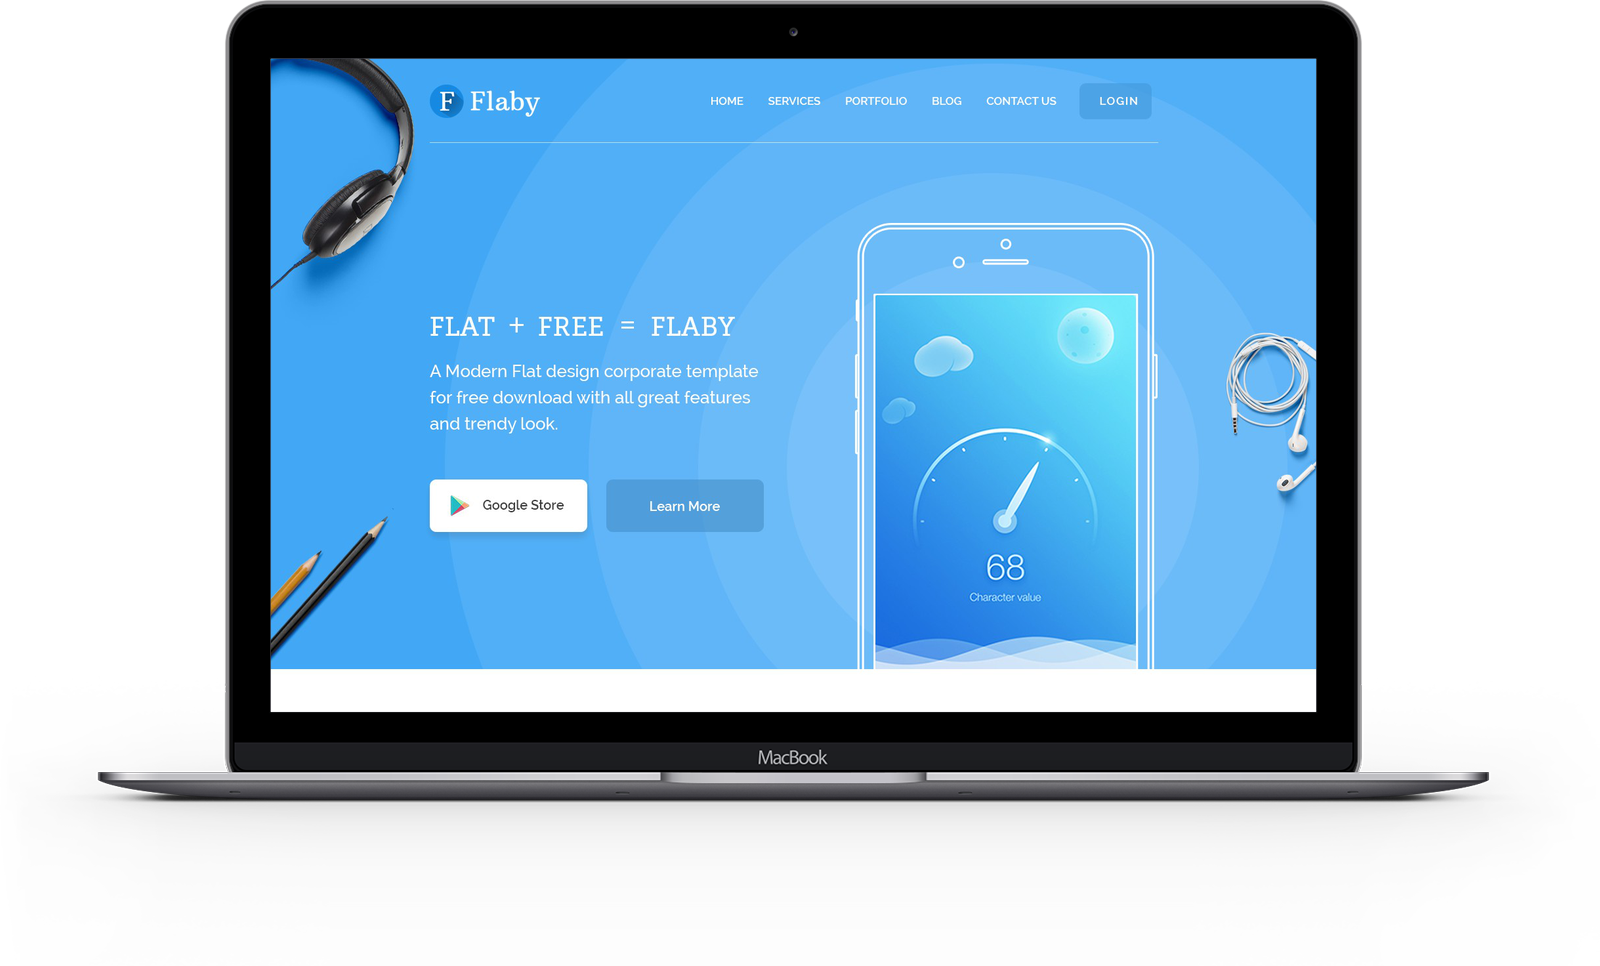 F Flaby
HOME SERVICES PORTFOLIO BLOG CONTACT US LOGIN
FLAT + FREE = FLABY
A Modern Flat design corporate template
for free download with all great features
and trendy look.
Google Store Learn More
68
Character value
MacBook